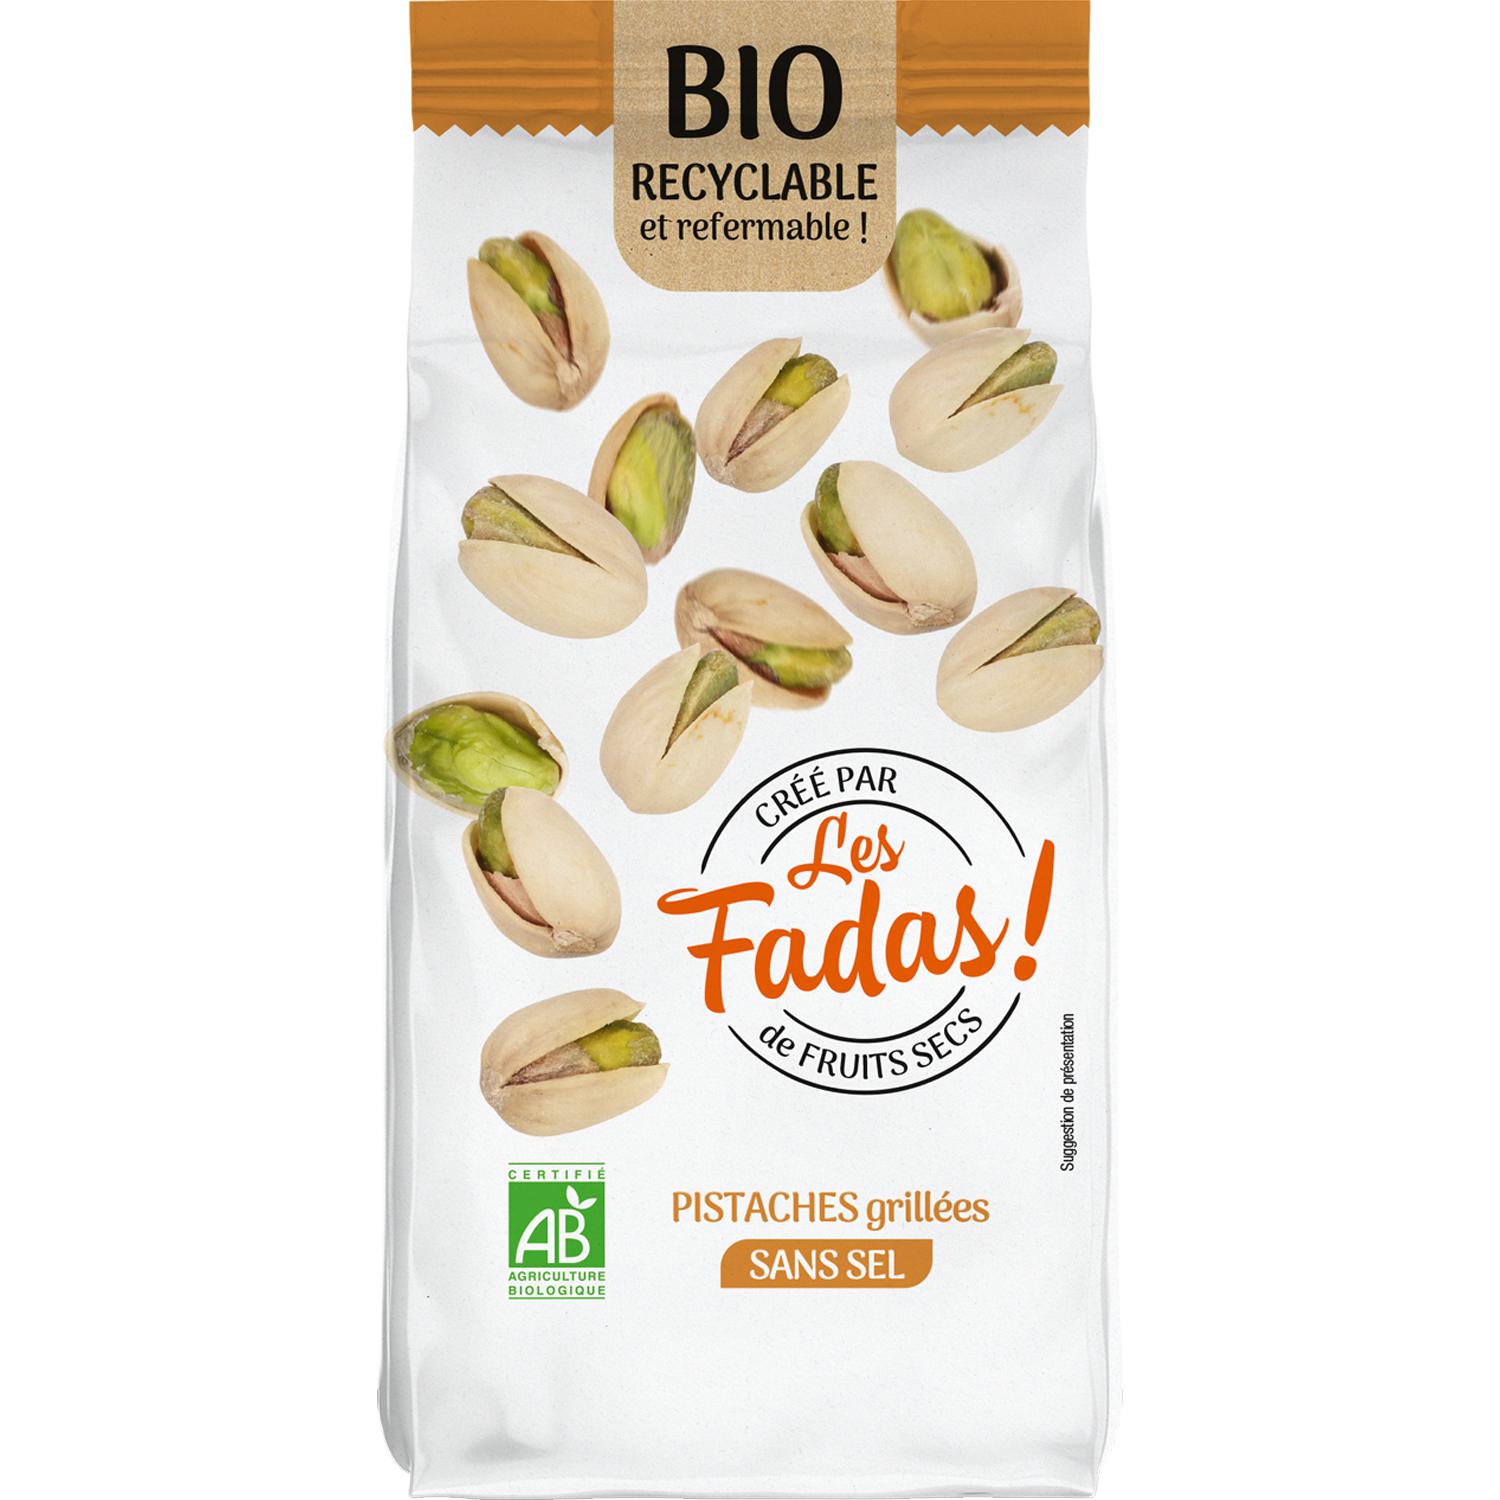 BIO
RECYCLABLE
et refermable !
CRÉÉ PAR
Les
Fadas!
de FRUITS SECS
Suggestion de présentation
CERTIFIÉ
AB
AGRICULTURE
BIOLOGIQUE
PISTACHES grillées
SANS SEL